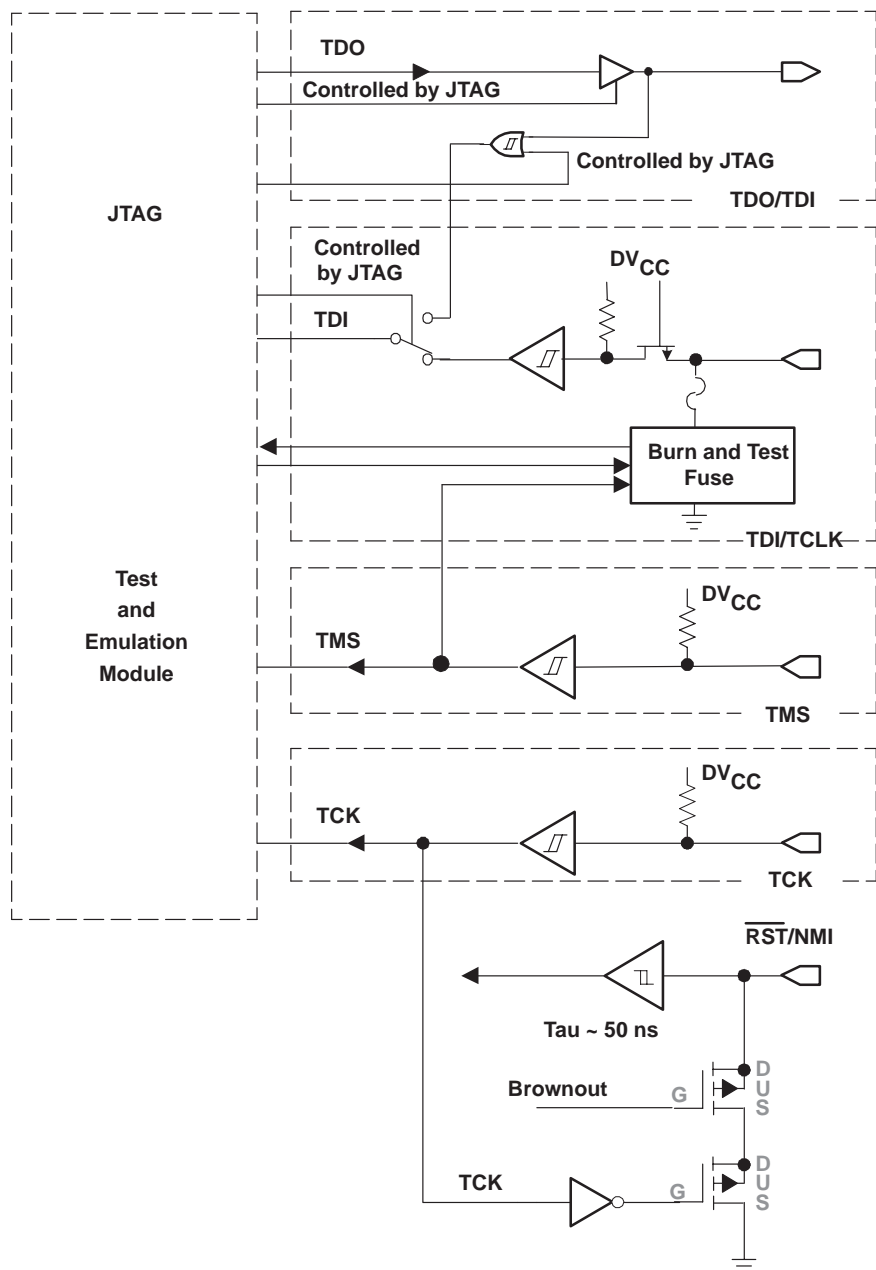 TDO
Controlled by JTAG
Controlled by JTAG
TDO/TDI
JTAG
Controlled
by JTAG
DVCC
TDI
Burn and Test
Fuse
TDI/TCLK
Test
and
Emulation
Module
DVCC
TMS
TMS
DVCC
TCK
TCK
RST/NMI
Tau ~ 50 ns
Brownout
G
D
U
S
TCK
G
D
U
S